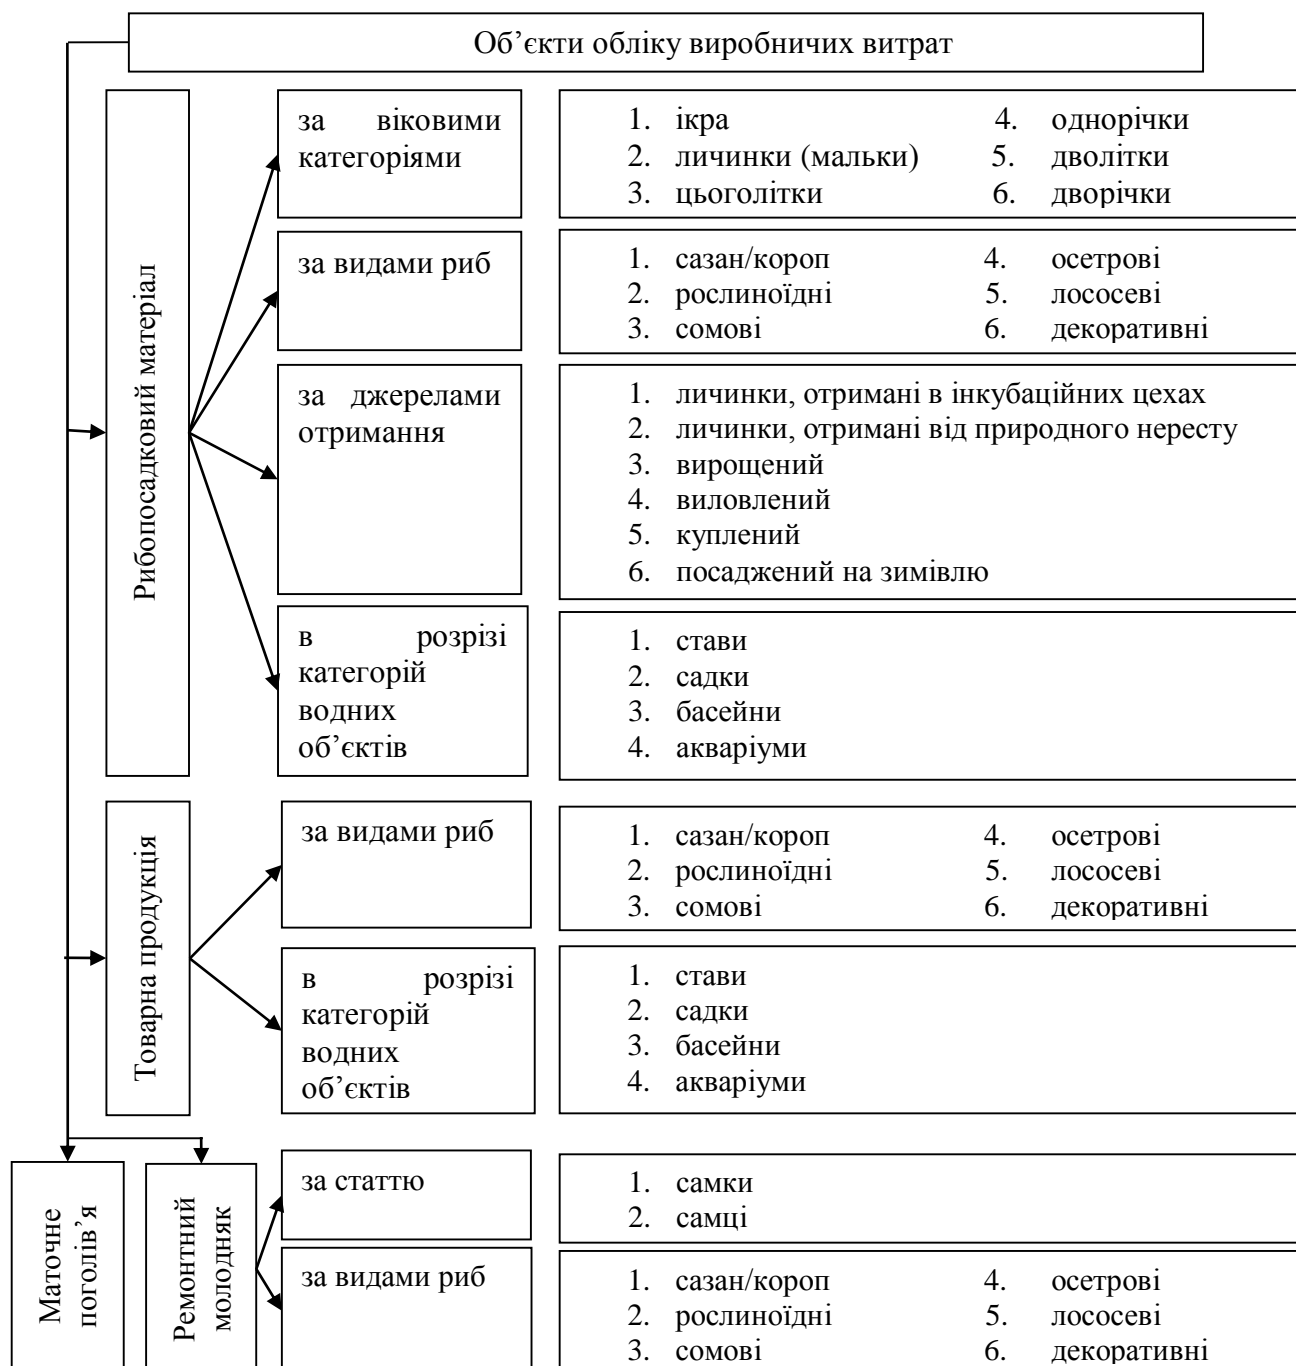 Об’єкти обліку виробничих витрат
Рибопосадковий матеріал
за віковими
категоріями
1. ікра 4. однорічки
2. личинки (мальки) 5. дволітки
3. цьоголітки 6. дворічки
за видами риб
1. сазан/короп 4. осетрові
2. рослиноїдні 5. лососеві
3. сомові 6. декоративні
за джерелами
отримання
1. личинки, отримані в інкубаційних цехах
2. личинки, отримані від природного нересту
3. вирощений
4. виловлений
5. куплений
6. посаджений на зимівлю
в розрізі
категорій
водних
об’єктів
1. стави
2. садки
3. басейни
4. акваріуми
Товарна продукція
за видами риб
1. сазан/короп 4. осетрові
2. рослиноїдні 5. лососеві
3. сомові 6. декоративні
в розрізі
категорій
водних
об’єктів
1. стави
2. садки
3. басейни
4. акваріуми
Маточне
поголів’я
Ремонтний
молодняк
за статтю
1. самки
2. самці
за видами риб
1. сазан/короп 4. осетрові
2. рослиноїдні 5. лососеві
3. сомові 6. декоративні